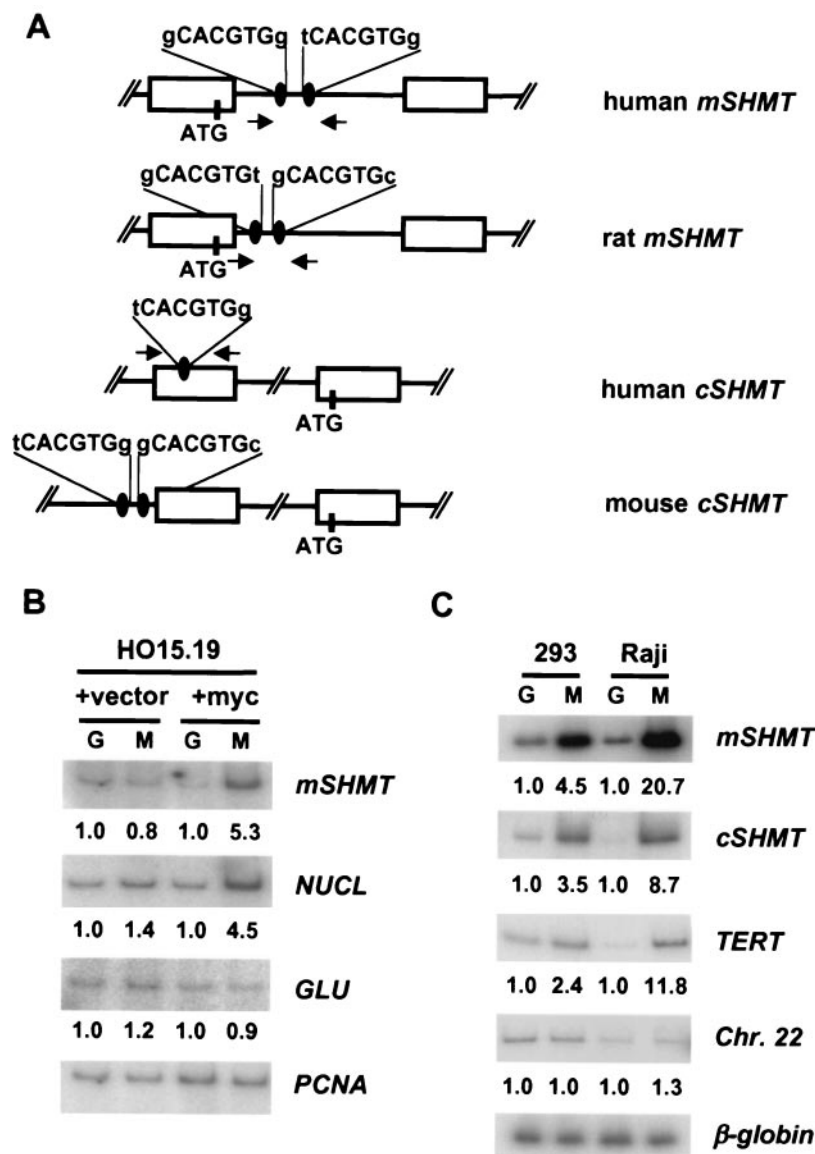 A
gCACGTGg tCACGTGg
ATG
human mSHMT
gCACGTGt gCACGTGc
ATG
rat mSHMT
tCACGTGg
ATG
human cSHMT
tCACGTGg gCACGTGc
ATG
mouse cSHMT
B
HO15.19
+vector +myc
G M G M
mSHMT
1.0 0.8 1.0 5.3
NUCL
1.0 1.4 1.0 4.5
GLU
1.0 1.2 1.0 0.9
PCNA
C
293 Raji
G M G M
mSHMT
1.0 4.5 1.0 20.7
cSHMT
1.0 3.5 1.0 8.7
TERT
1.0 2.4 1.0 11.8
Chr. 22
1.0 1.0 1.0 1.3
β-globin